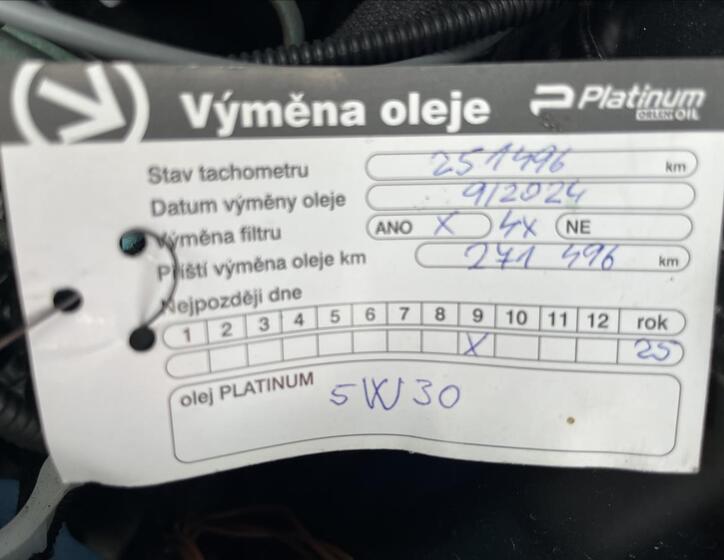 Výměna oleje Platinum
ORLEN OIL
Stav tachometru 251496 km
Datum výměny oleje 9/2024
Výměna filtru ANO X 4x NE
Příští výměna oleje km 271 496 km
Nejpozději dne
1 2 3 4 5 6 7 8 9 10 11 12 rok
X 25
olej PLATINUM 5W30